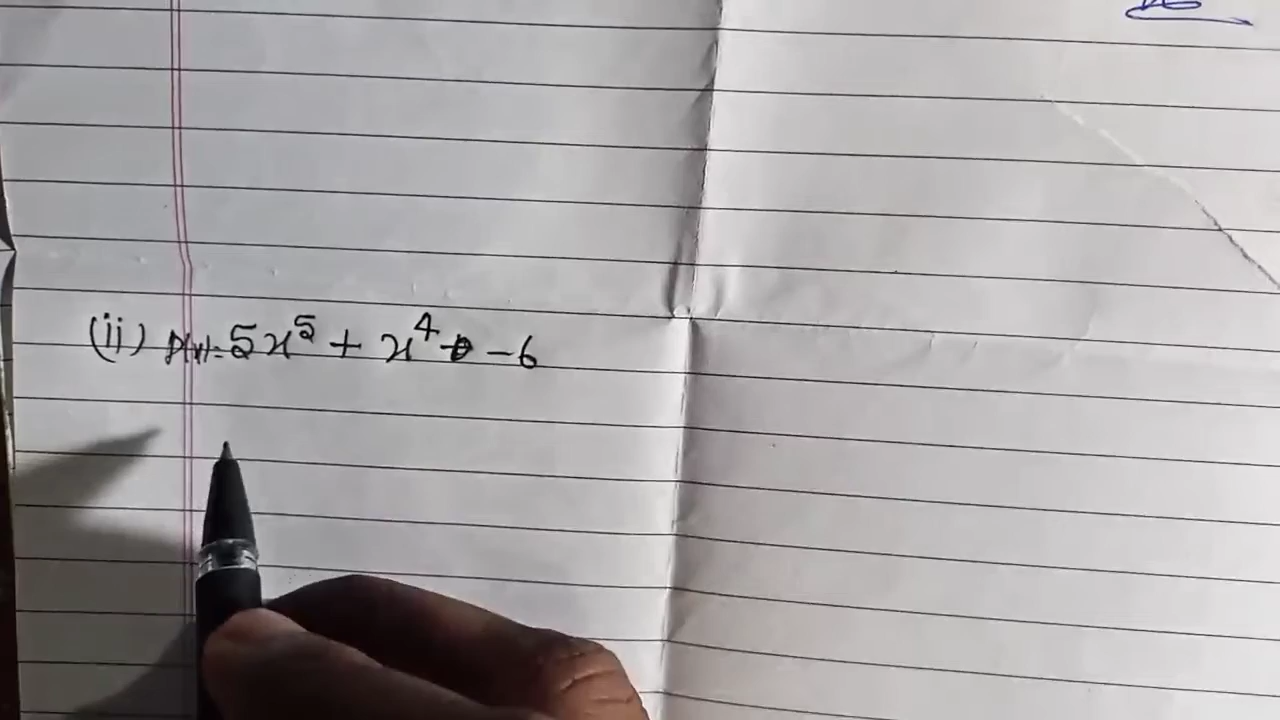 (ii) p(x)= 5x⁵ + x⁴ - 6